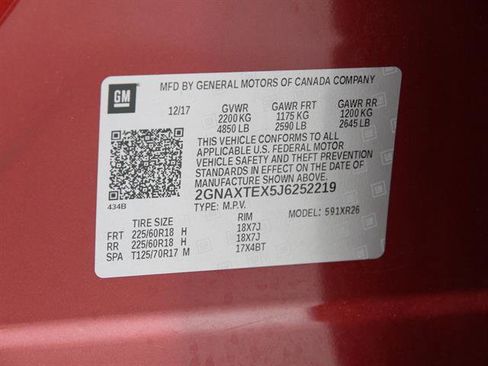 GM
MFD BY GENERAL MOTORS OF CANADA COMPANY
12/17 GVWR GAWR FRT GAWR RR
2200 KG 1175 KG 1200 KG
4850 LB 2590 LB 2645 LB
THIS VEHICLE CONFORMS TO ALL
APPLICABLE U.S. FEDERAL MOTOR
VEHICLE SAFETY AND THEFT PREVENTION
STANDARDS IN EFFECT ON THE DATE OF
MANUFACTURE SHOWN ABOVE.
2GNAXTEX5J6252219
434B TYPE: M.P.V. MODEL: 591XR26
TIRE SIZE RIM
FRT 225/60R18 H 18X7J
RR 225/60R18 H 18X7J
SPA T125/70R17 M 17X4BT